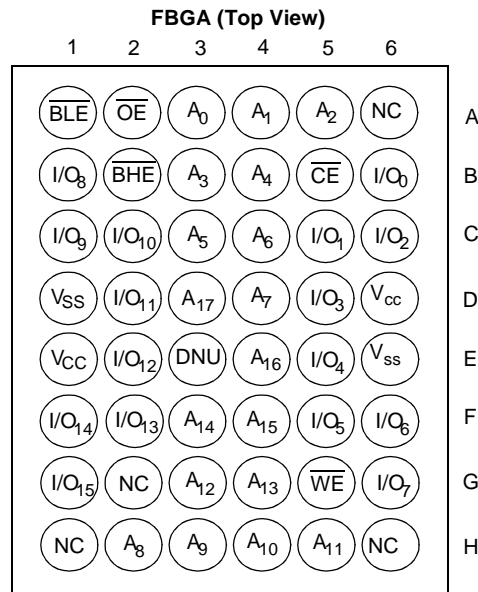 FBGA (Top View)
1 2 3 4 5 6
BLE OE A0 A1 A2 NC A
I/O8 BHE A3 A4 CE I/O0 B
I/O9 I/O10 A5 A6 I/O1 I/O2 C
VSS I/O11 A17 A7 I/O3 Vcc D
VCC I/O12 DNU A16 I/O4 Vss E
I/O14 I/O13 A14 A15 I/O5 I/O6 F
I/O15 NC A12 A13 WE I/O7 G
NC A8 A9 A10 A11 NC H